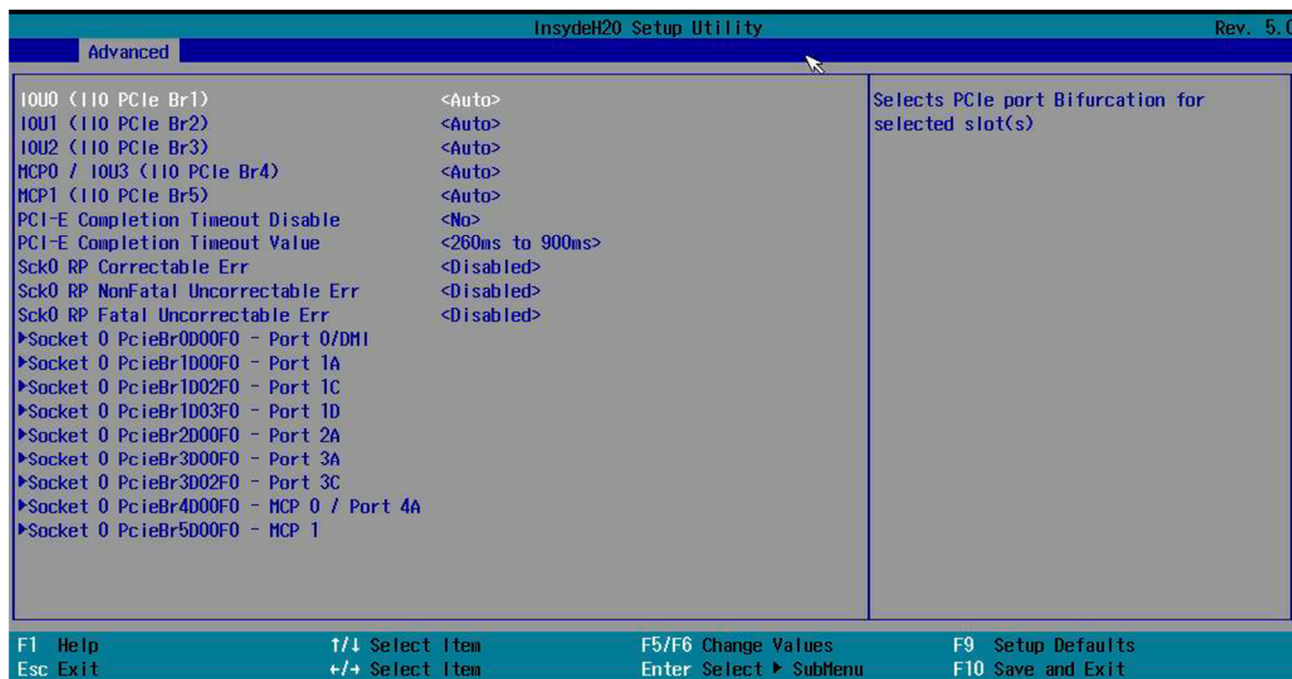 InsydeH20 Setup Utility Rev. 5.0
Advanced
IOU0 (IIO PCIe Br1) <Auto>
IOU1 (IIO PCIe Br2) <Auto>
IOU2 (IIO PCIe Br3) <Auto>
MCP0 / IOU3 (IIO PCIe Br4) <Auto>
MCP1 (IIO PCIe Br5) <Auto>
PCI-E Completion Timeout Disable <No>
PCI-E Completion Timeout Value <260ms to 900ms>
Sck0 RP Correctable Err <Disabled>
Sck0 RP NonFatal Uncorrectable Err <Disabled>
Sck0 RP Fatal Uncorrectable Err <Disabled>
▶Socket 0 PcieBr0D00F0 - Port 0/DMI
▶Socket 0 PcieBr1D00F0 - Port 1A
▶Socket 0 PcieBr1D02F0 - Port 1C
▶Socket 0 PcieBr1D03F0 - Port 1D
▶Socket 0 PcieBr2D00F0 - Port 2A
▶Socket 0 PcieBr3D00F0 - Port 3A
▶Socket 0 PcieBr3D02F0 - Port 3C
▶Socket 0 PcieBr4D00F0 - MCP 0 / Port 4A
▶Socket 0 PcieBr5D00F0 - MCP 1
Selects PCIe port Bifurcation for
selected slot(s)
F1 Help ↑/↓ Select Item F5/F6 Change Values F9 Setup Defaults
Esc Exit ←/→ Select Item Enter Select ▶ SubMenu F10 Save and Exit